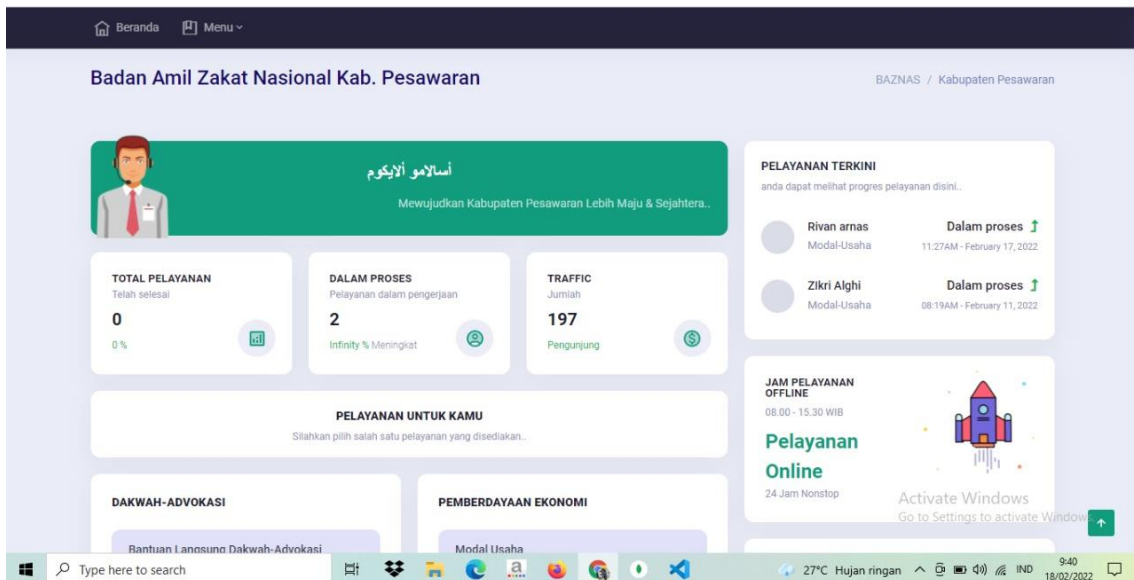 Beranda
Menu
Badan Amil Zakat Nasional Kab. Pesawaran
BAZNAS / Kabupaten Pesawaran
أسالامو ألايكوم
Mewujudkan Kabupaten Pesawaran Lebih Maju & Sejahtera..
TOTAL PELAYANAN
Telah selesai
0
0 %
DALAM PROSES
Pelayanan dalam pengerjaan
2
Infinity % Meningkat
TRAFFIC
Jumlah
197
Pengunjung
PELAYANAN UNTUK KAMU
Silahkan pilih salah satu pelayanan yang disediakan..
DAKWAH-ADVOKASI
Bantuan Langsung Dakwah-Advokasi
PEMBERDAYAAN EKONOMI
Modal Usaha
PELAYANAN TERKINI
anda dapat melihat progres pelayanan disini..
Rivan arnas
Dalam proses
Modal-Usaha
11:27AM - February 17, 2022
ZIkri Alghi
Dalam proses
Modal-Usaha
08:19AM - February 11, 2022
JAM PELAYANAN
OFFLINE
08.00 - 15.30 WIB
Pelayanan
Online
24 Jam Nonstop
Activate Windows
Go to Settings to activate Windows
Type here to search
a
27°C Hujan ringan
IND
9:40
18/02/2022